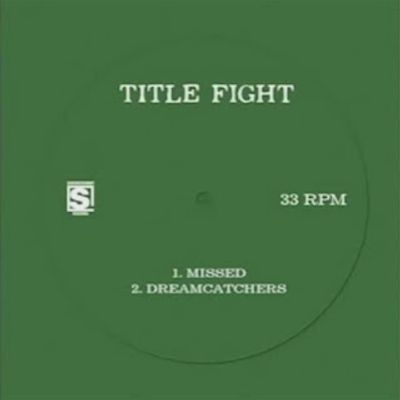 TITLE FIGHT
S
33 RPM
1. MISSED
2. DREAMCATCHERS